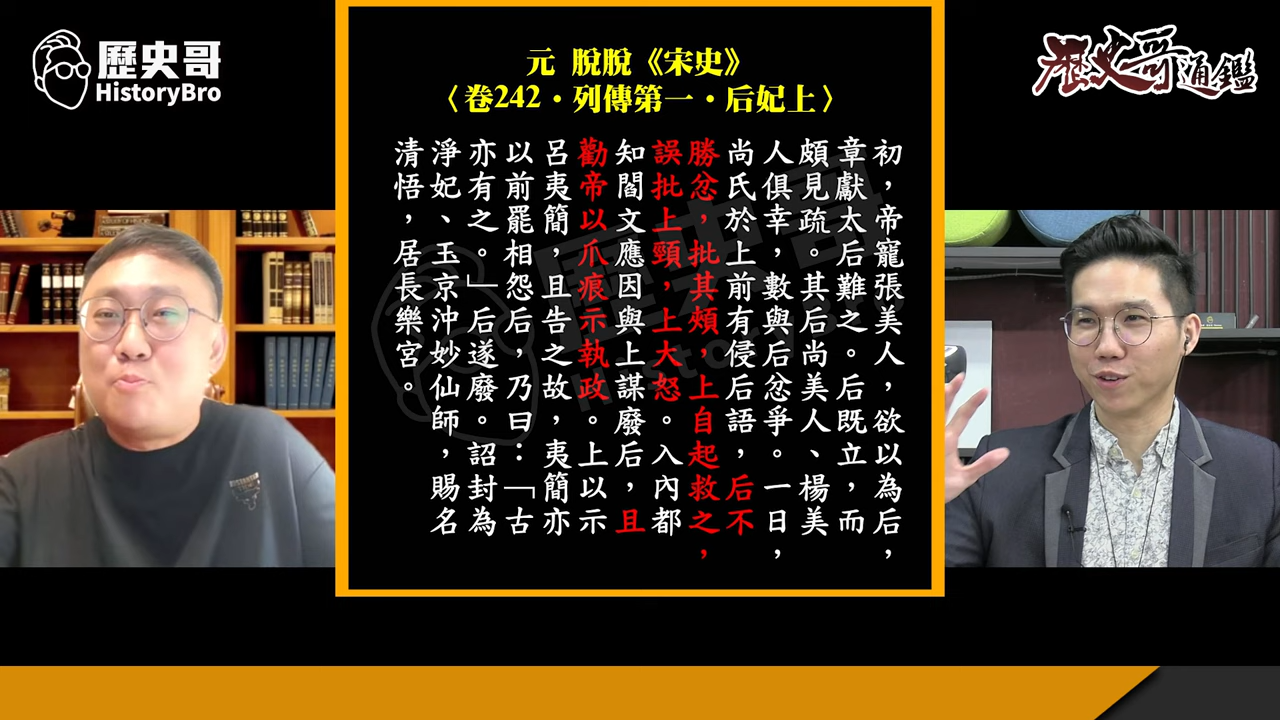 歷史哥
HistoryBro
元 脫脫《宋史》
〈卷242·列傳第一·后妃上〉
歷史哥通鑑
初，帝寵張美人，欲以為后，
章獻太后難之。后既立，而
頗見疏。其后尚美人、楊美
人俱幸，數與后忿爭。一日，
尚氏於上前有侵后語，后不
勝忿，批其頰，上自起救之，
誤批上頸，上大怒。入內都
知閻文應因與上謀廢后，且
勸帝以爪痕示執政。上以示
呂夷簡，且告之故，夷簡亦
以前罷相怨后，乃曰：「古
亦有之。」后遂廢。詔封為
淨妃、玉京沖妙仙師，賜名
清悟，居長樂宮。